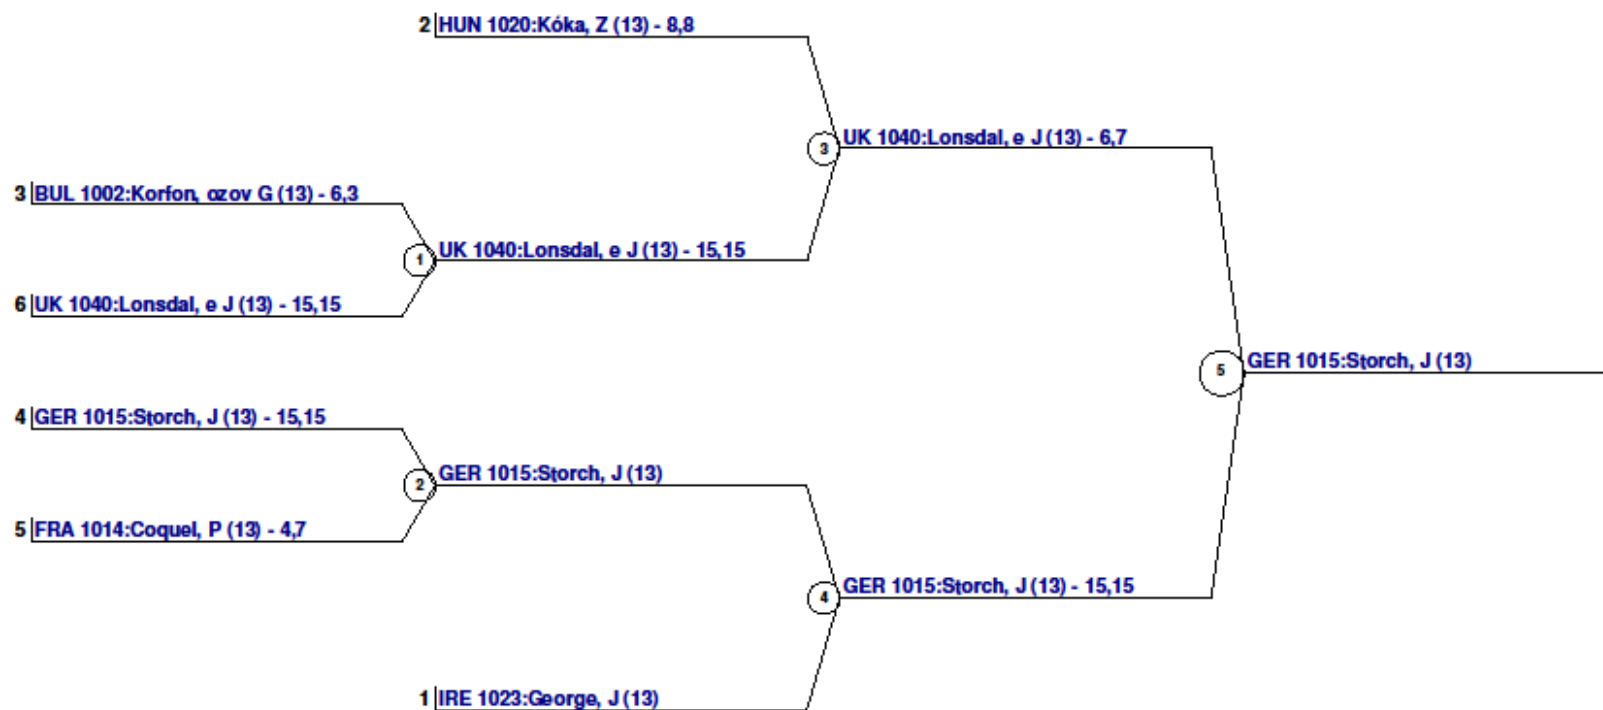 2 HUN 1020:Kóka, Z (13) - 8,8
3 UK 1040:Lonsdal, e J (13) - 6,7
3 BUL 1002:Korfon, ozov G (13) - 6,3
1 UK 1040:Lonsdal, e J (13) - 15,15
6 UK 1040:Lonsdal, e J (13) - 15,15
5 GER 1015:Storch, J (13)
4 GER 1015:Storch, J (13) - 15,15
2 GER 1015:Storch, J (13)
5 FRA 1014:Coquel, P (13) - 4,7
4 GER 1015:Storch, J (13) - 15,15
1 IRE 1023:George, J (13)